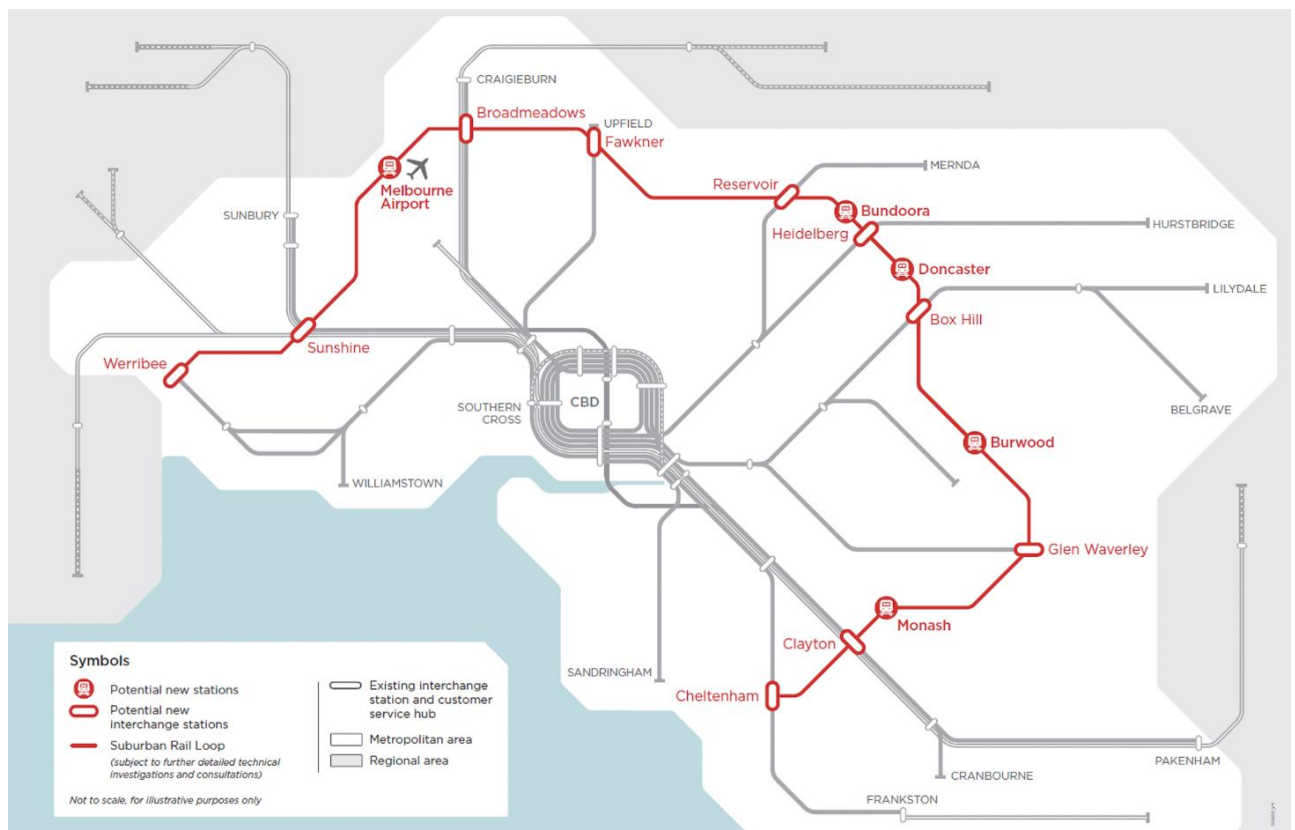 CRAIGIEBURN
Broadmeadows
UPFIELD
Fawkner
MERNDA
Melbourne
Airport
Reservoir
Bundoora
SUNBURY
Heidelberg
HURSTBRIDGE
Doncaster
LILYDALE
Box Hill
Sunshine
Werribee
SOUTHERN
CROSS
CBD
BELGRAVE
Burwood
WILLIAMSTOWN
Glen Waverley
Monash
Clayton
SANDRINGHAM
Cheltenham
PAKENHAM
CRANBOURNE
FRANKSTON
Symbols
Potential new stations
Potential new
interchange stations
Suburban Rail Loop
(subject to further detailed technical
investigations and consultations)
Existing interchange
station and customer
service hub
Metropolitan area
Regional area
Not to scale, for illustrative purposes only